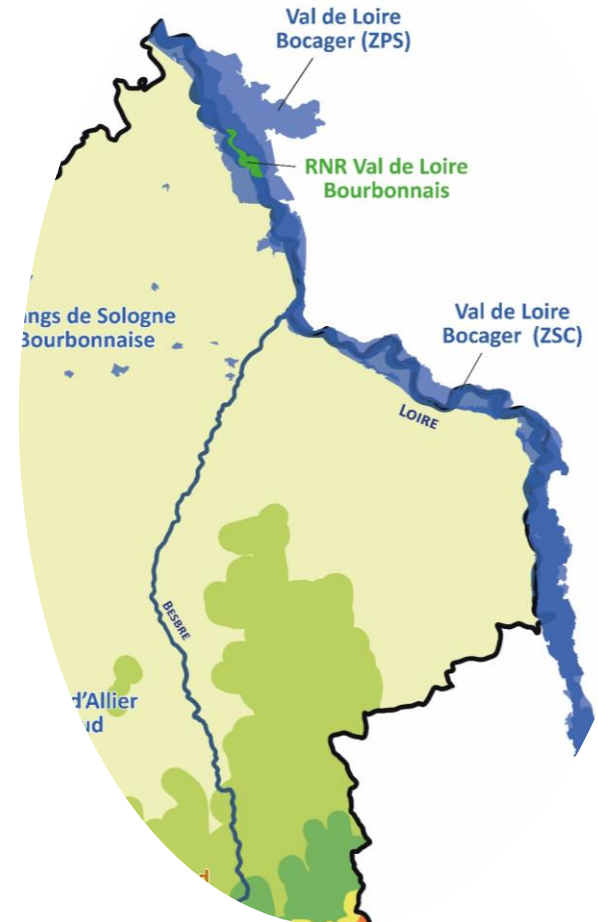 Val de Loire
Bocager (ZPS)
RNR Val de Loire
Bourbonnais
ngs de Sologne
Bourbonnaise
Val de Loire
Bocager (ZSC)
LOIRE
BESBRE
d'Allier
ud
d